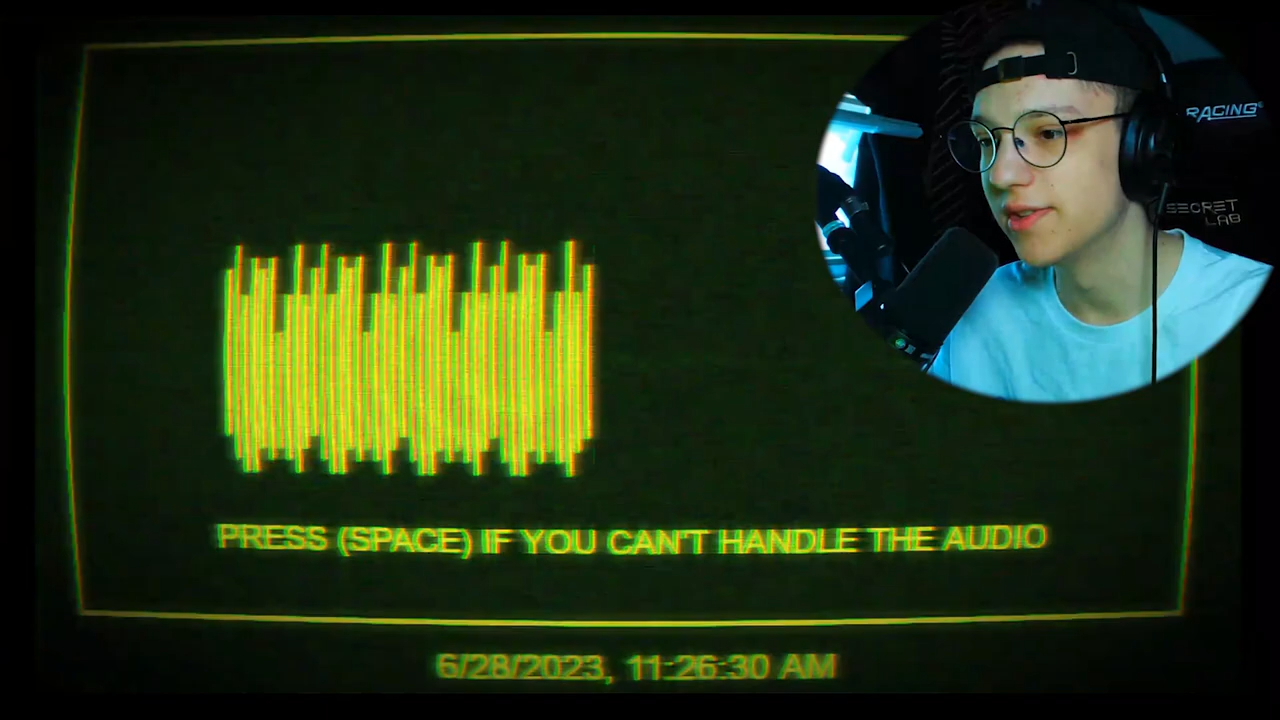 RACING
SECRET
LAB
PRESS (SPACE) IF YOU CAN'T HANDLE THE AUDIO
6/28/2023, 11:26:30 AM